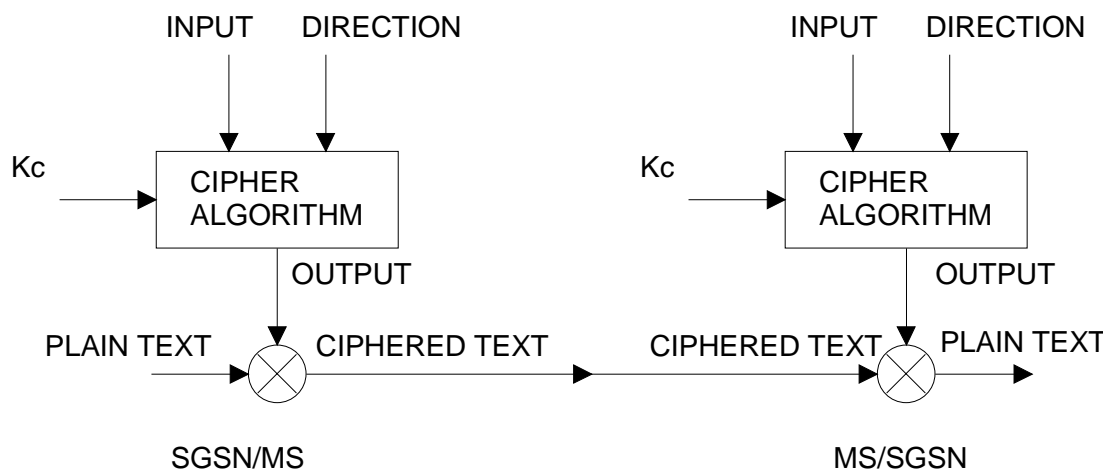 INPUT DIRECTION INPUT DIRECTION
Kc CIPHER ALGORITHM Kc CIPHER ALGORITHM
OUTPUT OUTPUT
PLAIN TEXT CIPHERED TEXT CIPHERED TEXT PLAIN TEXT
SGSN/MS MS/SGSN